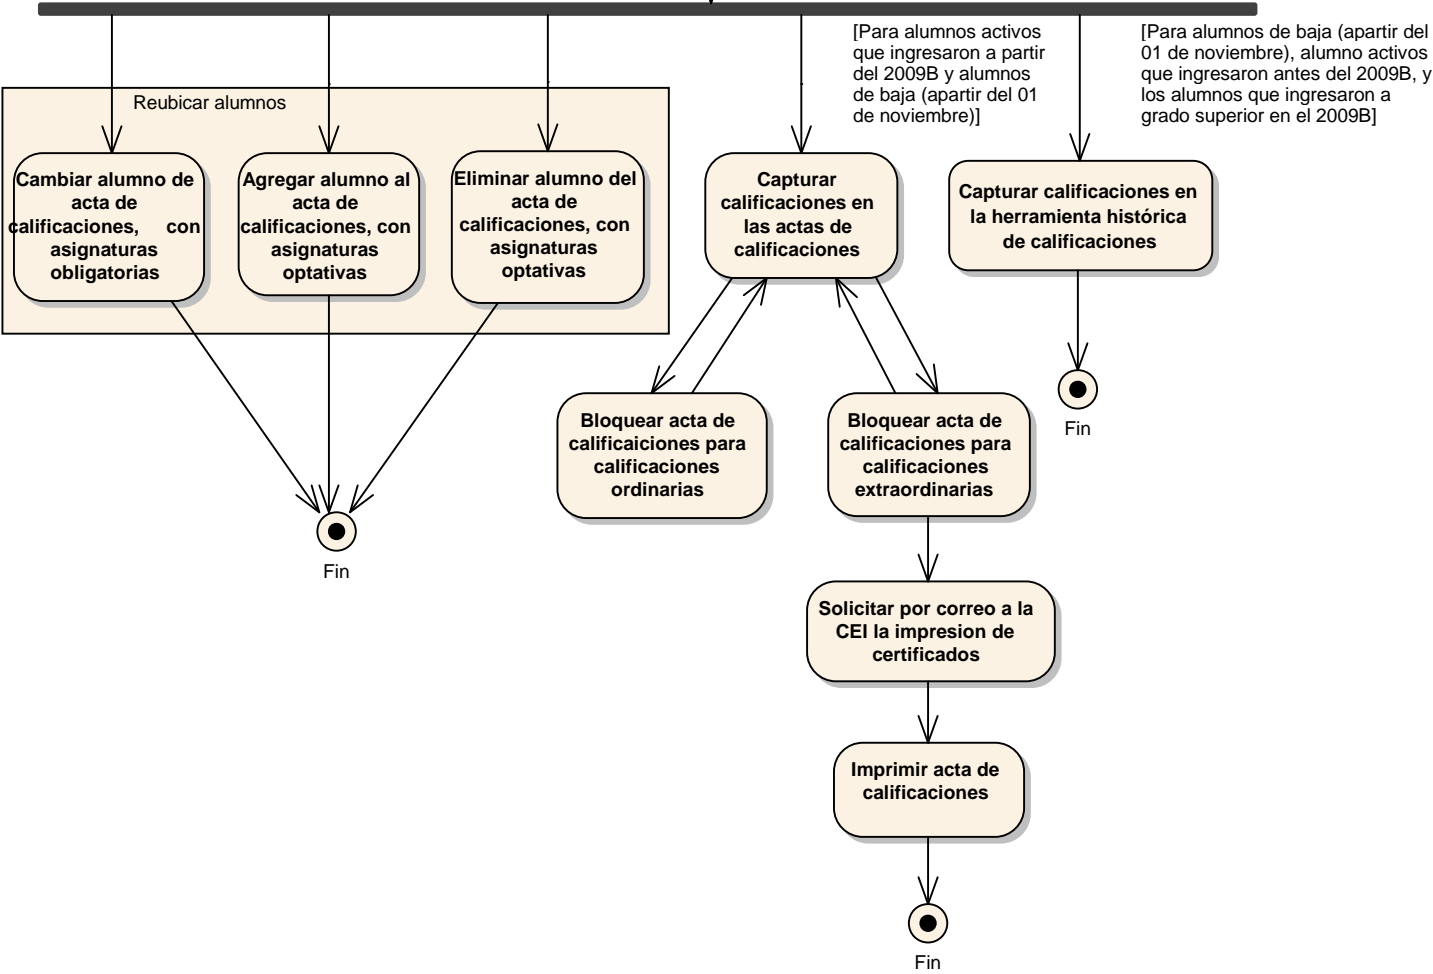 [Para alumnos activos
que ingresaron a partir
del 2009B y alumnos
de baja (apartir del 01
de noviembre)]
[Para alumnos de baja (apartir del
01 de noviembre), alumno activos
que ingresaron antes del 2009B, y
los alumnos que ingresaron a
grado superior en el 2009B]
Reubicar alumnos
Cambiar alumno de
acta de
calificaciones, con
asignaturas
obligatorias
Agregar alumno al
acta de
calificaciones, con
asignaturas
optativas
Eliminar alumno del
acta de
calificaciones, con
asignaturas
optativas
Capturar
calificaciones en
las actas de
calificaciones
Capturar calificaciones en
la herramienta histórica
de calificaciones
Bloquear acta de
calificaiciones para
calificaciones
ordinarias
Bloquear acta de
calificaciones para
calificaciones
extraordinarias
Fin
Fin
Solicitar por correo a la
CEI la impresion de
certificados
Imprimir acta de
calificaciones
Fin